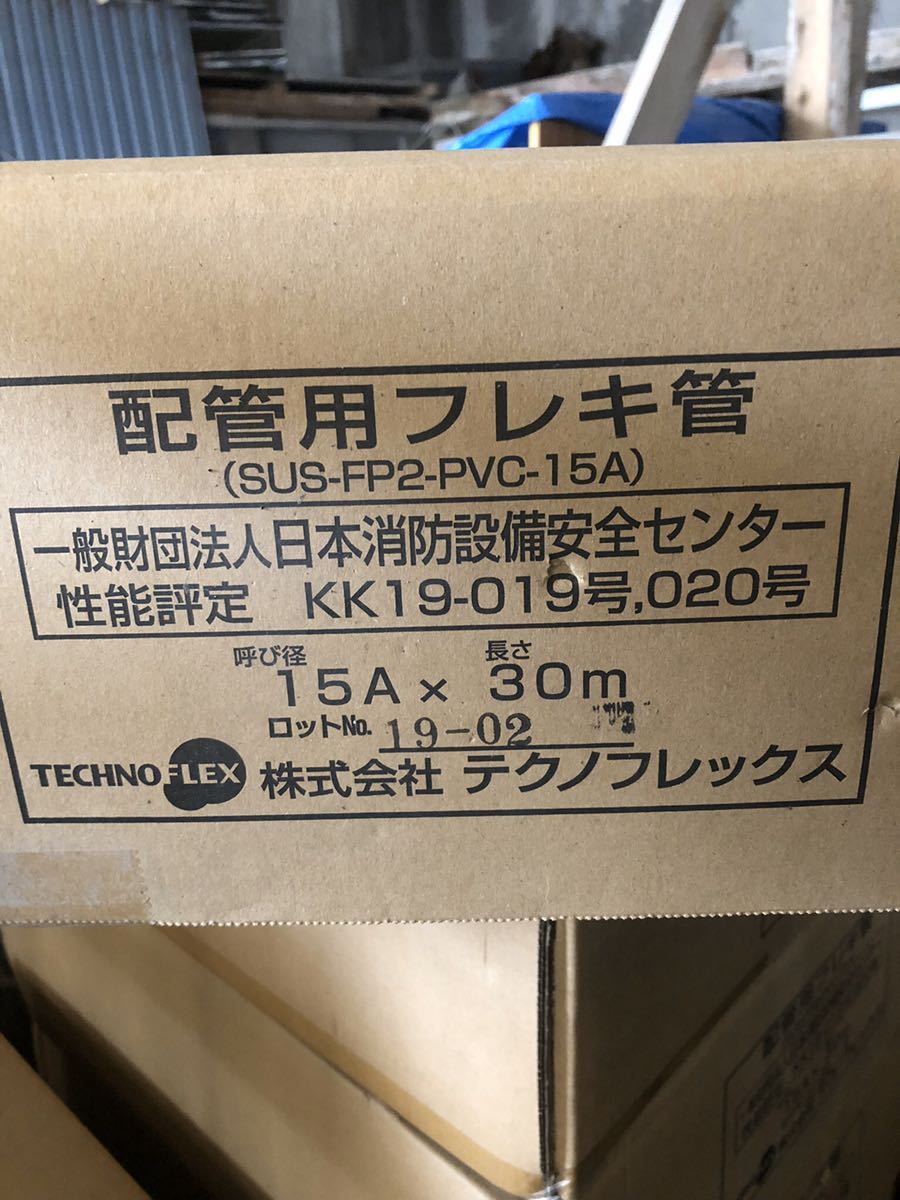 配管用フレキ管
(SUS-FP2-PVC-15A)
一般財団法人日本消防設備安全センター
性能評定 KK19-019号,020号
呼び径 長さ
15A × 30m
ロットNo. 19-02
TECHNO FLEX 株式会社 テクノフレックス